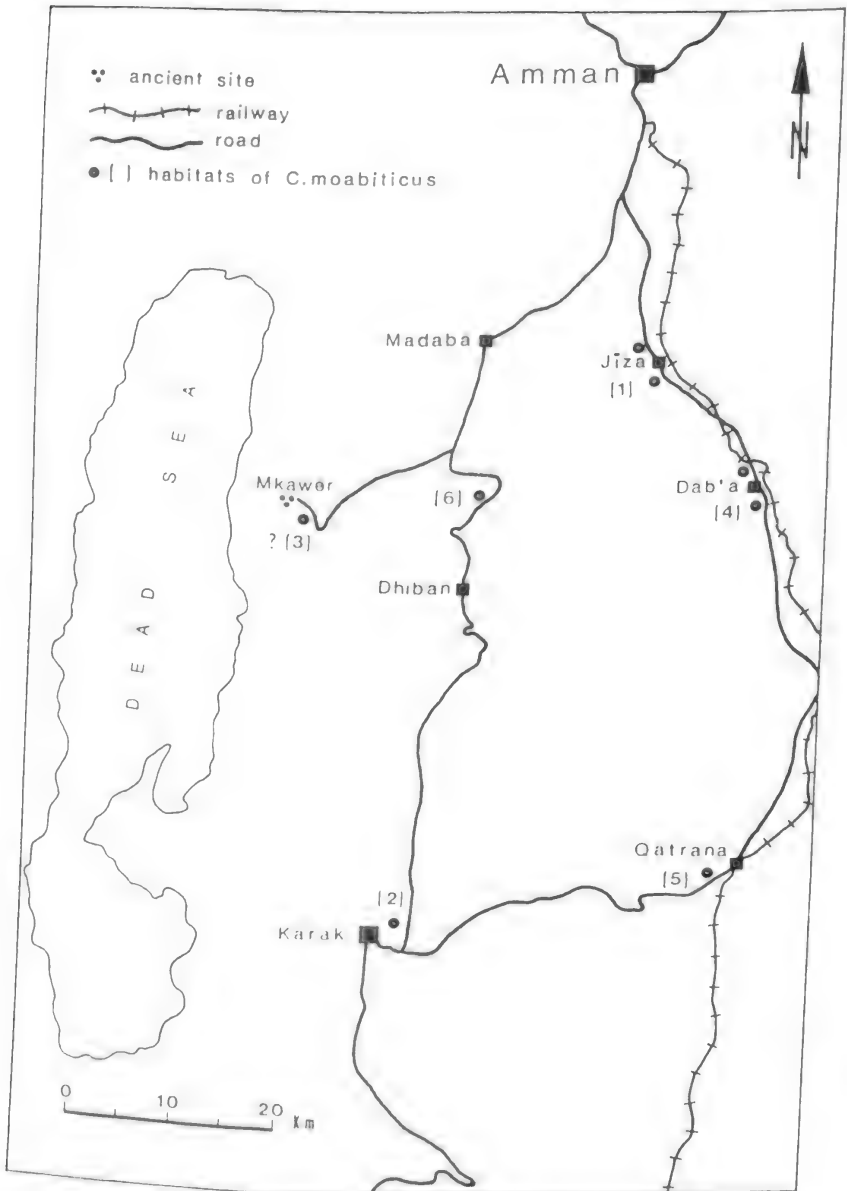 Amman
ancient site
railway
road
[ ] habitats of C.moabiticus
N
Madaba
Jīza
[1]
DEAD SEA
Mkawer
? [3]
[6]
Dab'a
[4]
Dhiban
Qatrana
[5]
[2]
Karak
0 10 20 Km